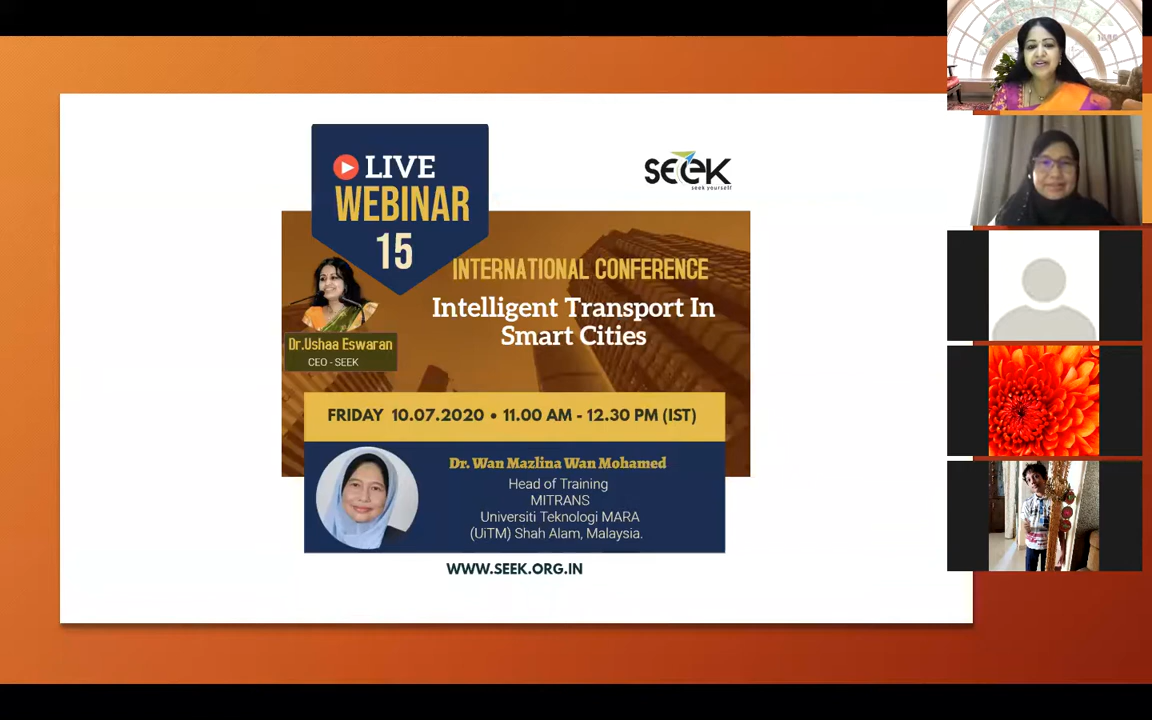 LIVE
WEBINAR
15
SEEK
seek yourself
INTERNATIONAL CONFERENCE
Intelligent Transport In
Smart Cities
Dr.Ushaa Eswaran
CEO - SEEK
FRIDAY 10.07.2020 • 11.00 AM - 12.30 PM (IST)
Dr. Wan Mazlina Wan Mohamed
Head of Training
MITRANS
Universiti Teknologi MARA
(UiTM) Shah Alam, Malaysia.
WWW.SEEK.ORG.IN